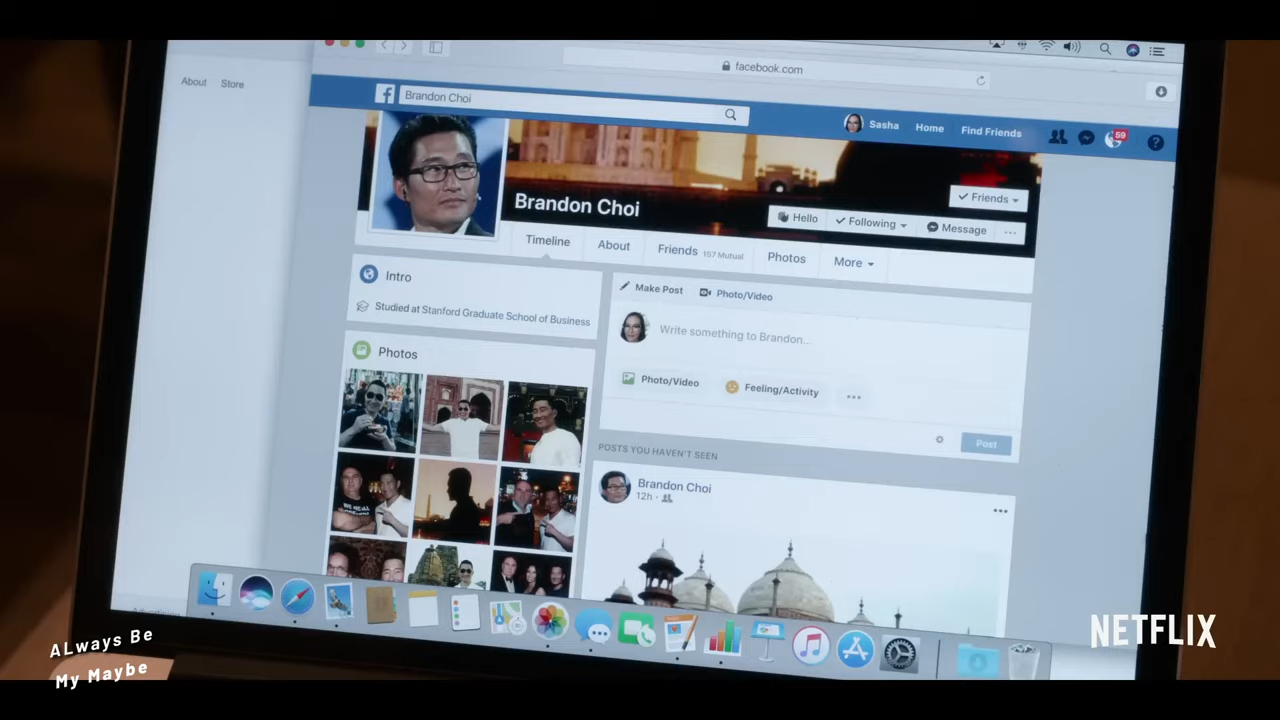 facebook.com
About Store
Brandon Choi
Sasha Home Find Friends 59 ?
Brandon Choi
Friends
Hello Following Message ...
Timeline About Friends 157 Mutual Photos More
Intro
Studied at Stanford Graduate School of Business
Photos
Make Post Photo/Video
Write something to Brandon...
Photo/Video Feeling/Activity ...
Post
POSTS YOU HAVEN'T SEEN
Brandon Choi
12h ·
ALways Be
My Maybe
NETFLIX